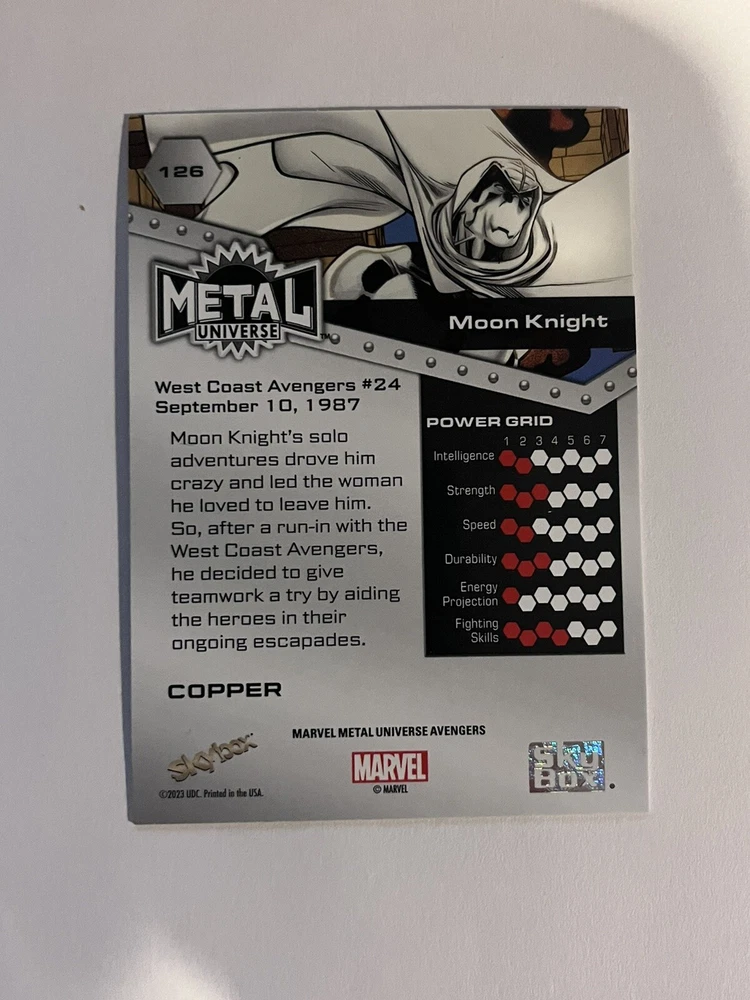 126
METAL
UNIVERSE
TM
Moon Knight
West Coast Avengers #24
September 10, 1987
Moon Knight's solo
adventures drove him
crazy and led the woman
he loved to leave him.
So, after a run-in with the
West Coast Avengers,
he decided to give
teamwork a try by aiding
the heroes in their
ongoing escapades.
POWER GRID
1 2 3 4 5 6 7
Intelligence
Strength
Speed
Durability
Energy
Projection
Fighting
Skills
COPPER
MARVEL METAL UNIVERSE AVENGERS
skybox
©2023 UDC. Printed in the USA.
MARVEL
© MARVEL
Sky
Box